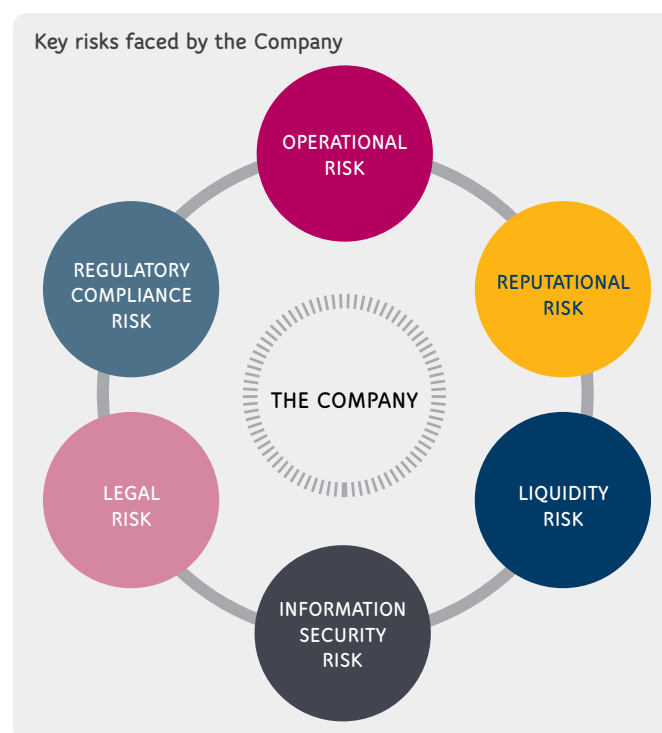 Key risks faced by the Company
OPERATIONAL
RISK
REPUTATIONAL
RISK
LIQUIDITY
RISK
INFORMATION
SECURITY
RISK
LEGAL
RISK
REGULATORY
COMPLIANCE
RISK
THE COMPANY